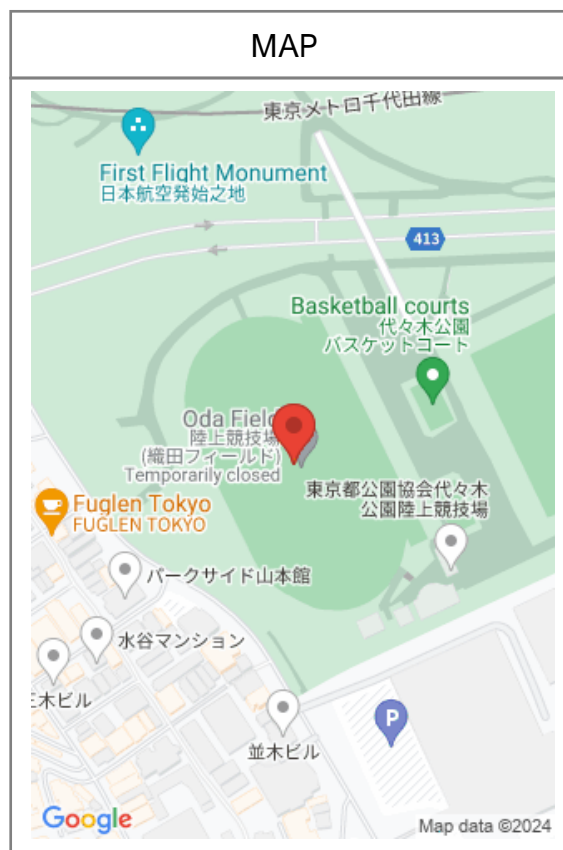 MAP
東京メトロ千代田線
First Flight Monument
日本航空発始之地
413
Basketball courts
代々木公園
バスケットコート
Oda Field
陸上競技場
(織田フィールド)
Temporarily closed
東京都公園協会代々木
公園陸上競技場
Fuglen Tokyo
FUGLEN TOKYO
パークサイド山本館
水谷マンション
三木ビル
並木ビル
P
Google
Map data ©2024